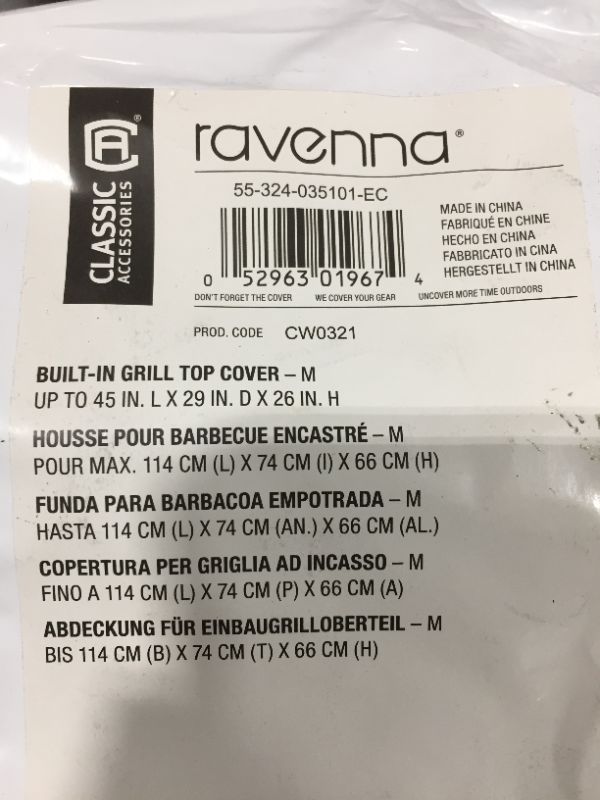 CLASSIC
ACCESSORIES
ravenna®
55-324-035101-EC
0 52963 01967 4
MADE IN CHINA
FABRIQUÉ EN CHINE
HECHO EN CHINA
FABBRICATO IN CINA
HERGESTELLT IN CHINA
DON'T FORGET THE COVER WE COVER YOUR GEAR UNCOVER MORE TIME OUTDOORS
PROD. CODE CW0321
BUILT-IN GRILL TOP COVER – M
UP TO 45 IN. L X 29 IN. D X 26 IN. H
HOUSSE POUR BARBECUE ENCASTRÉ – M
POUR MAX. 114 CM (L) X 74 CM (I) X 66 CM (H)
FUNDA PARA BARBACOA EMPOTRADA – M
HASTA 114 CM (L) X 74 CM (AN.) X 66 CM (AL.)
COPERTURA PER GRIGLIA AD INCASSO – M
FINO A 114 CM (L) X 74 CM (P) X 66 CM (A)
ABDECKUNG FÜR EINBAUGRILLOBERTEIL – M
BIS 114 CM (B) X 74 CM (T) X 66 CM (H)